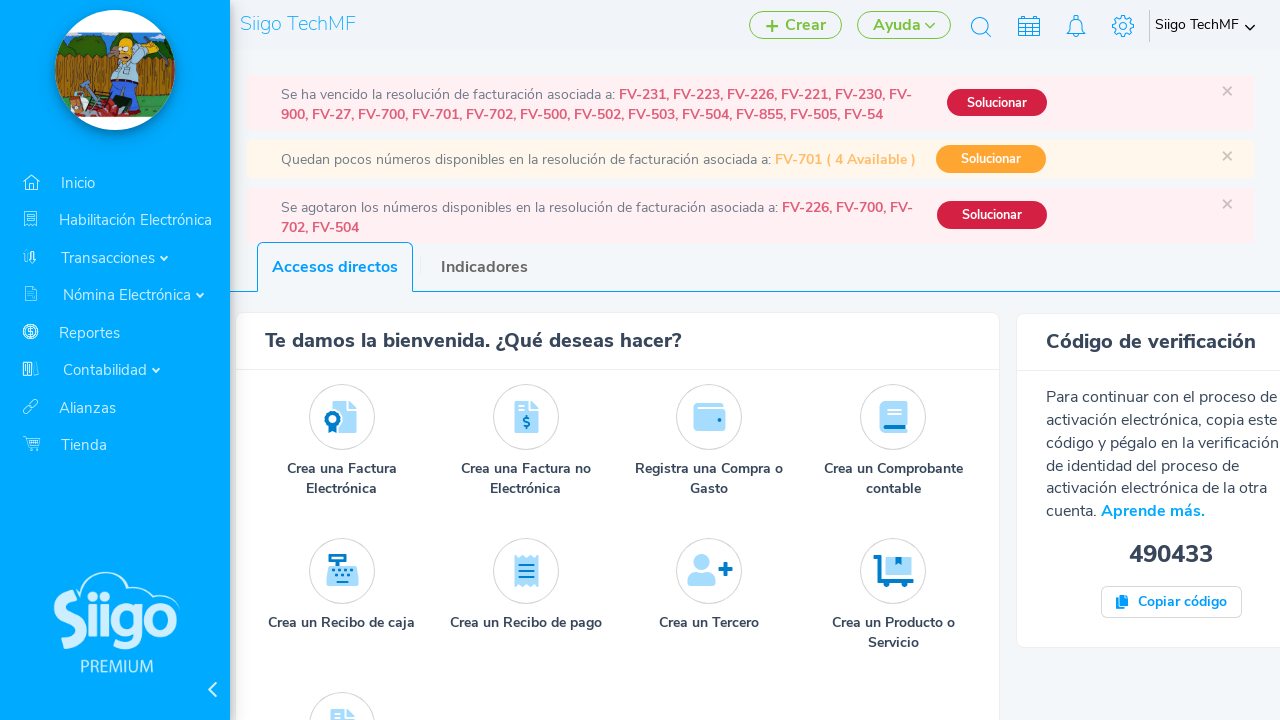 Siigo TechMF
Crear
Ayuda
Siigo TechMF
Inicio
Habilitación Electrónica
Transacciones
Nómina Electrónica
Reportes
Contabilidad
Alianzas
Tienda
Siigo
PREMIUM
Se ha vencido la resolución de facturación asociada a: FV-231, FV-223, FV-226, FV-221, FV-230, FV-
900, FV-27, FV-700, FV-701, FV-702, FV-500, FV-502, FV-503, FV-504, FV-855, FV-505, FV-54
Solucionar
×
Quedan pocos números disponibles en la resolución de facturación asociada a: FV-701 ( 4 Available )
Solucionar
×
Se agotaron los números disponibles en la resolución de facturación asociada a: FV-226, FV-700, FV-
702, FV-504
Solucionar
×
Accesos directos
Indicadores
Te damos la bienvenida. ¿Qué deseas hacer?
Crea una Factura
Electrónica
Crea una Factura no
Electrónica
Registra una Compra o
Gasto
Crea un Comprobante
contable
Crea un Recibo de caja
Crea un Recibo de pago
Crea un Tercero
Crea un Producto o
Servicio
Código de verificación
Para continuar con el proceso de
activación electrónica, copia este
código y pégalo en la verificación
de identidad del proceso de
activación electrónica de la otra
cuenta. Aprende más.
490433
Copiar código